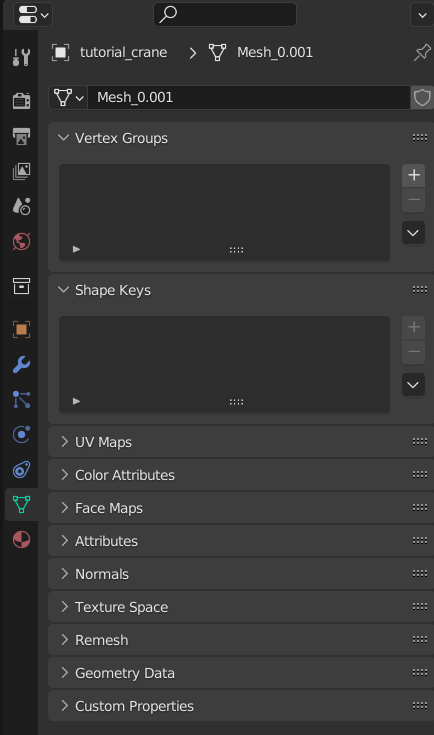 tutorial_crane > Mesh_0.001
Mesh_0.001
Vertex Groups
Shape Keys
UV Maps
Color Attributes
Face Maps
Attributes
Normals
Texture Space
Remesh
Geometry Data
Custom Properties